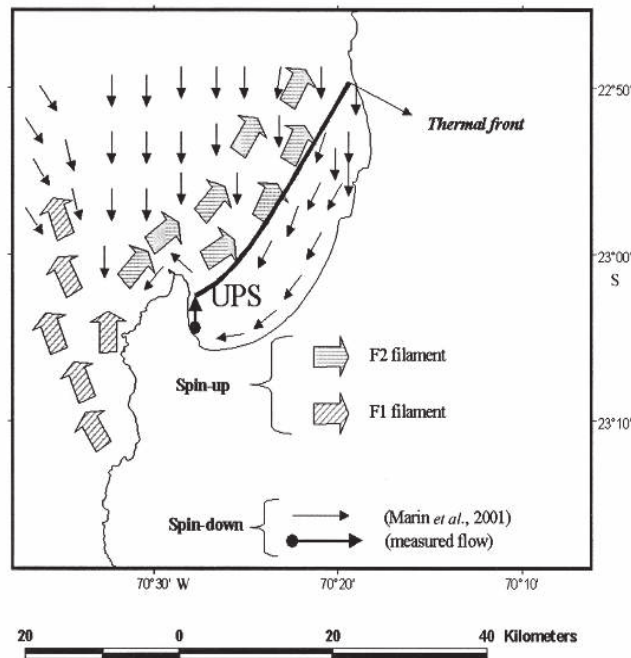 22°50'
Thermal front
23°00'
S
UPS
F2 filament
Spin-up
F1 filament
23°10'
Spin-down
(Marin et al., 2001)
(measured flow)
70°30' W 70°20' 70°10'
20 0 20 40 Kilometers